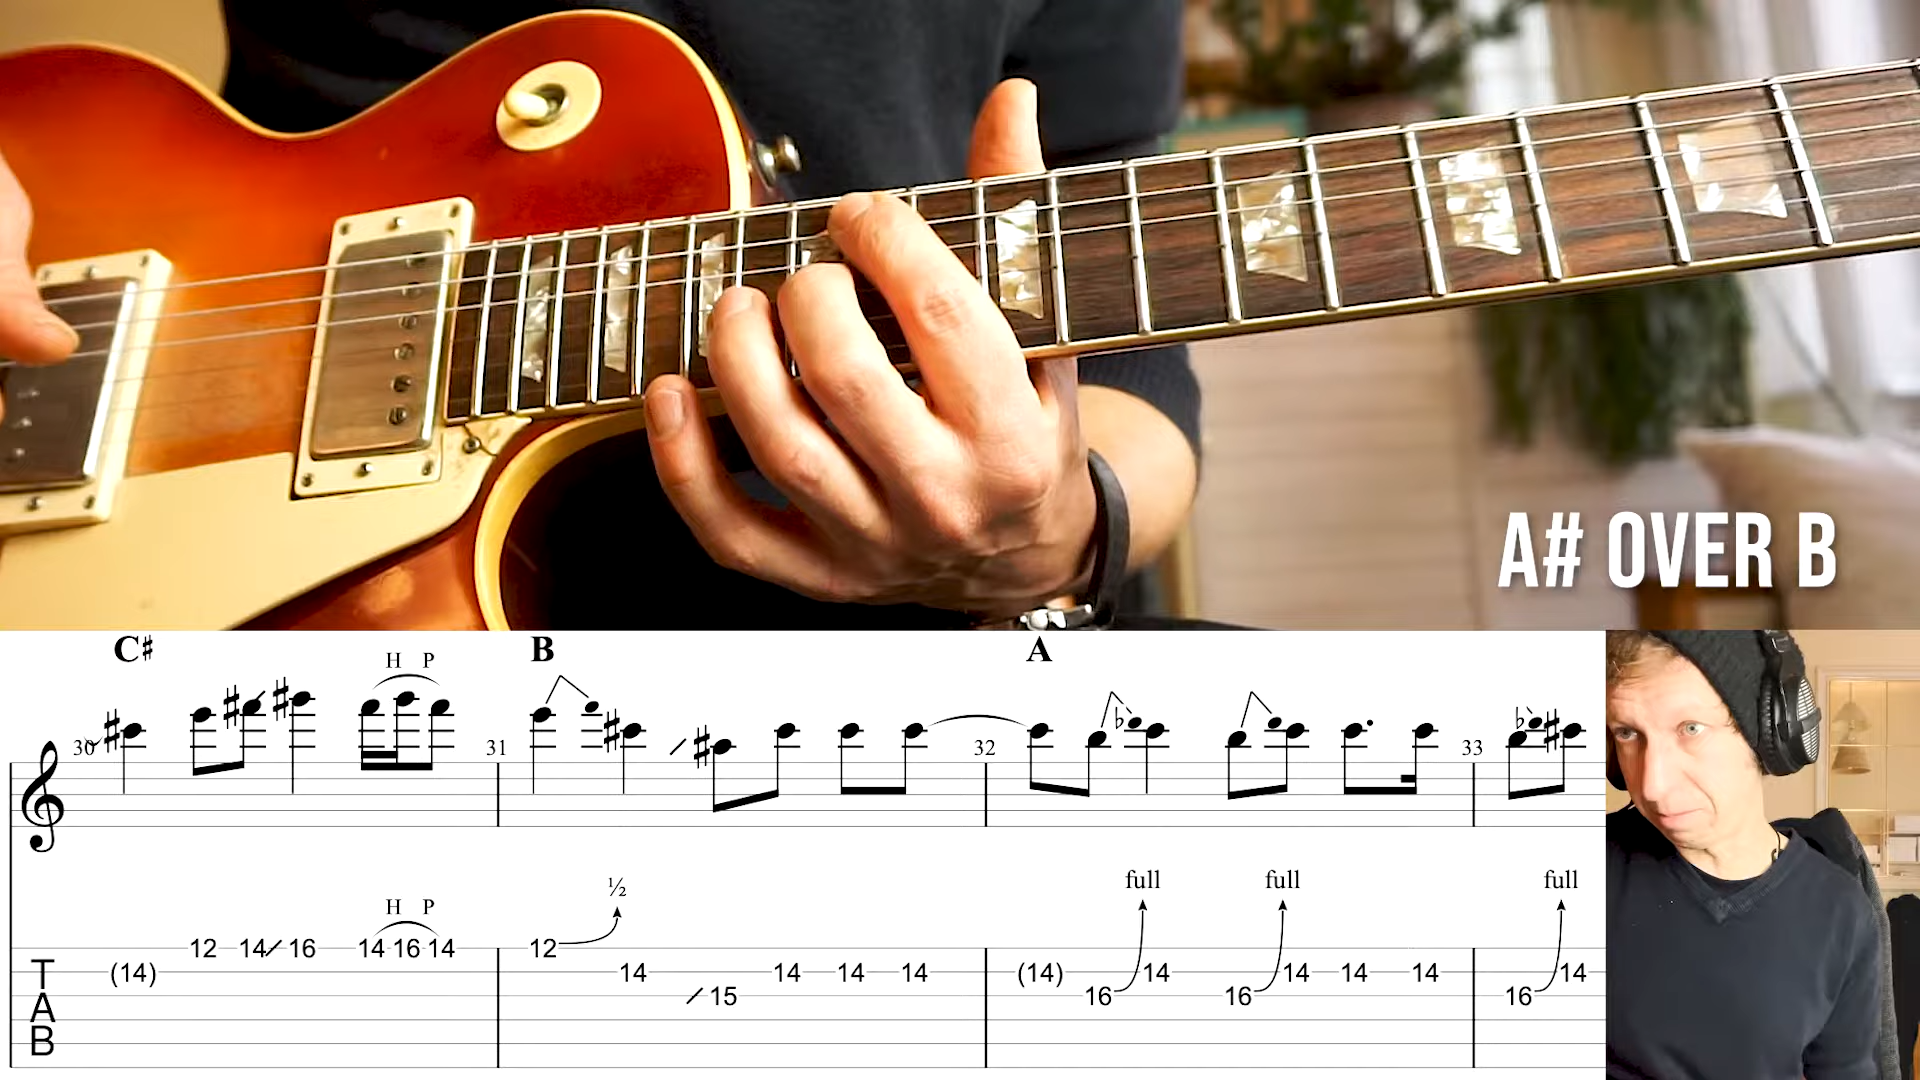 A# OVER B
C♯ B A
H P
30 31 32 33
½ full full full
H P
12 14 16 14 16 14 12
(14) 14 14 14 14 (14) 14 14 14 14 14
15 16 16 16
T
A
B